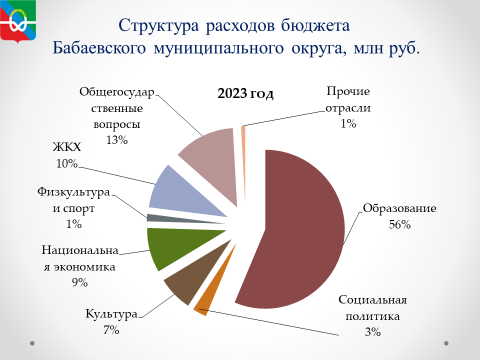 Структура расходов бюджета
Бабаевского муниципального округа, млн руб.
2023 год
Прочие
отрасли
1%
Образование
56%
Социальная
политика
3%
Культура
7%
Национальна
я экономика
9%
Физкультура
и спорт
1%
ЖКХ
10%
Общегосудар
ственные
вопросы
13%